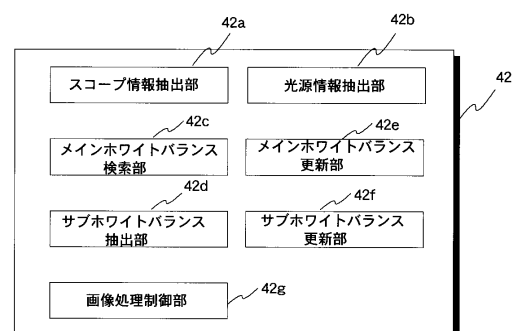 42a
42b
42
スコープ情報抽出部
光源情報抽出部
42c
42e
メインホワイトバランス
検索部
メインホワイトバランス
更新部
42d
42f
サブホワイトバランス
抽出部
サブホワイトバランス
更新部
42g
画像処理制御部